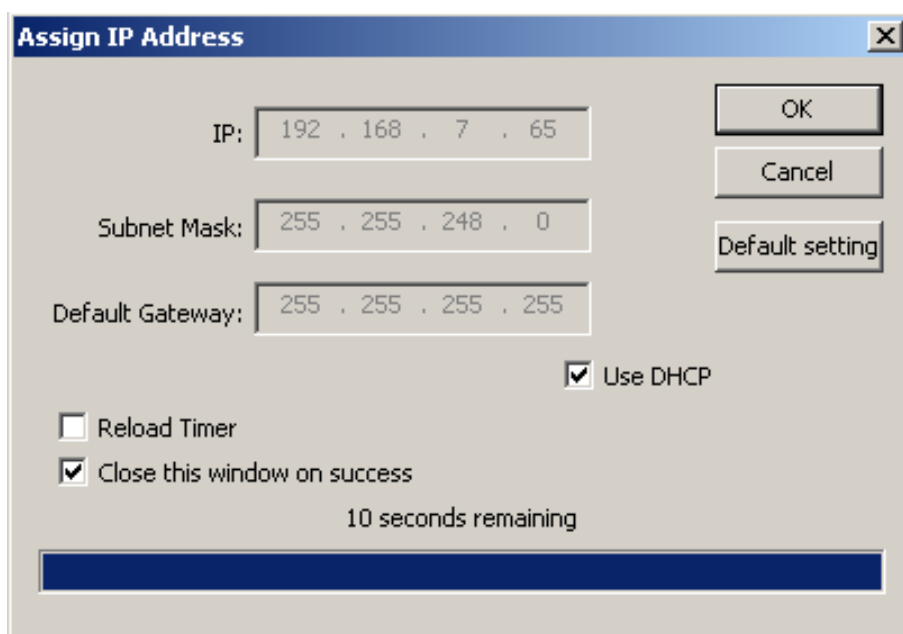 Assign IP Address
IP: 192 . 168 . 7 . 65
OK
Cancel
Subnet Mask: 255 . 255 . 248 . 0
Default setting
Default Gateway: 255 . 255 . 255 . 255
Use DHCP
Reload Timer
Close this window on success
10 seconds remaining